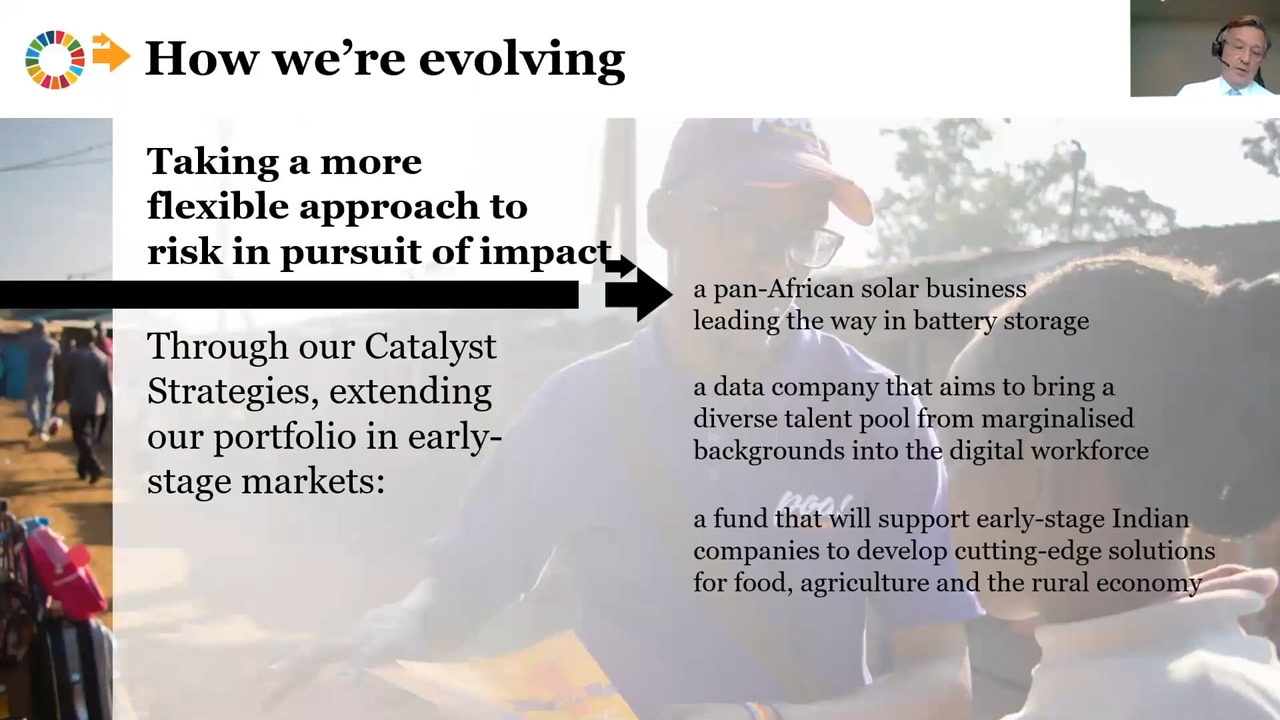 How we're evolving
Taking a more
flexible approach to
risk in pursuit of impact
a pan-African solar business
leading the way in battery storage
Through our Catalyst
Strategies, extending
our portfolio in early-
stage markets:
a data company that aims to bring a
diverse talent pool from marginalised
backgrounds into the digital workforce
a fund that will support early-stage Indian
companies to develop cutting-edge solutions
for food, agriculture and the rural economy